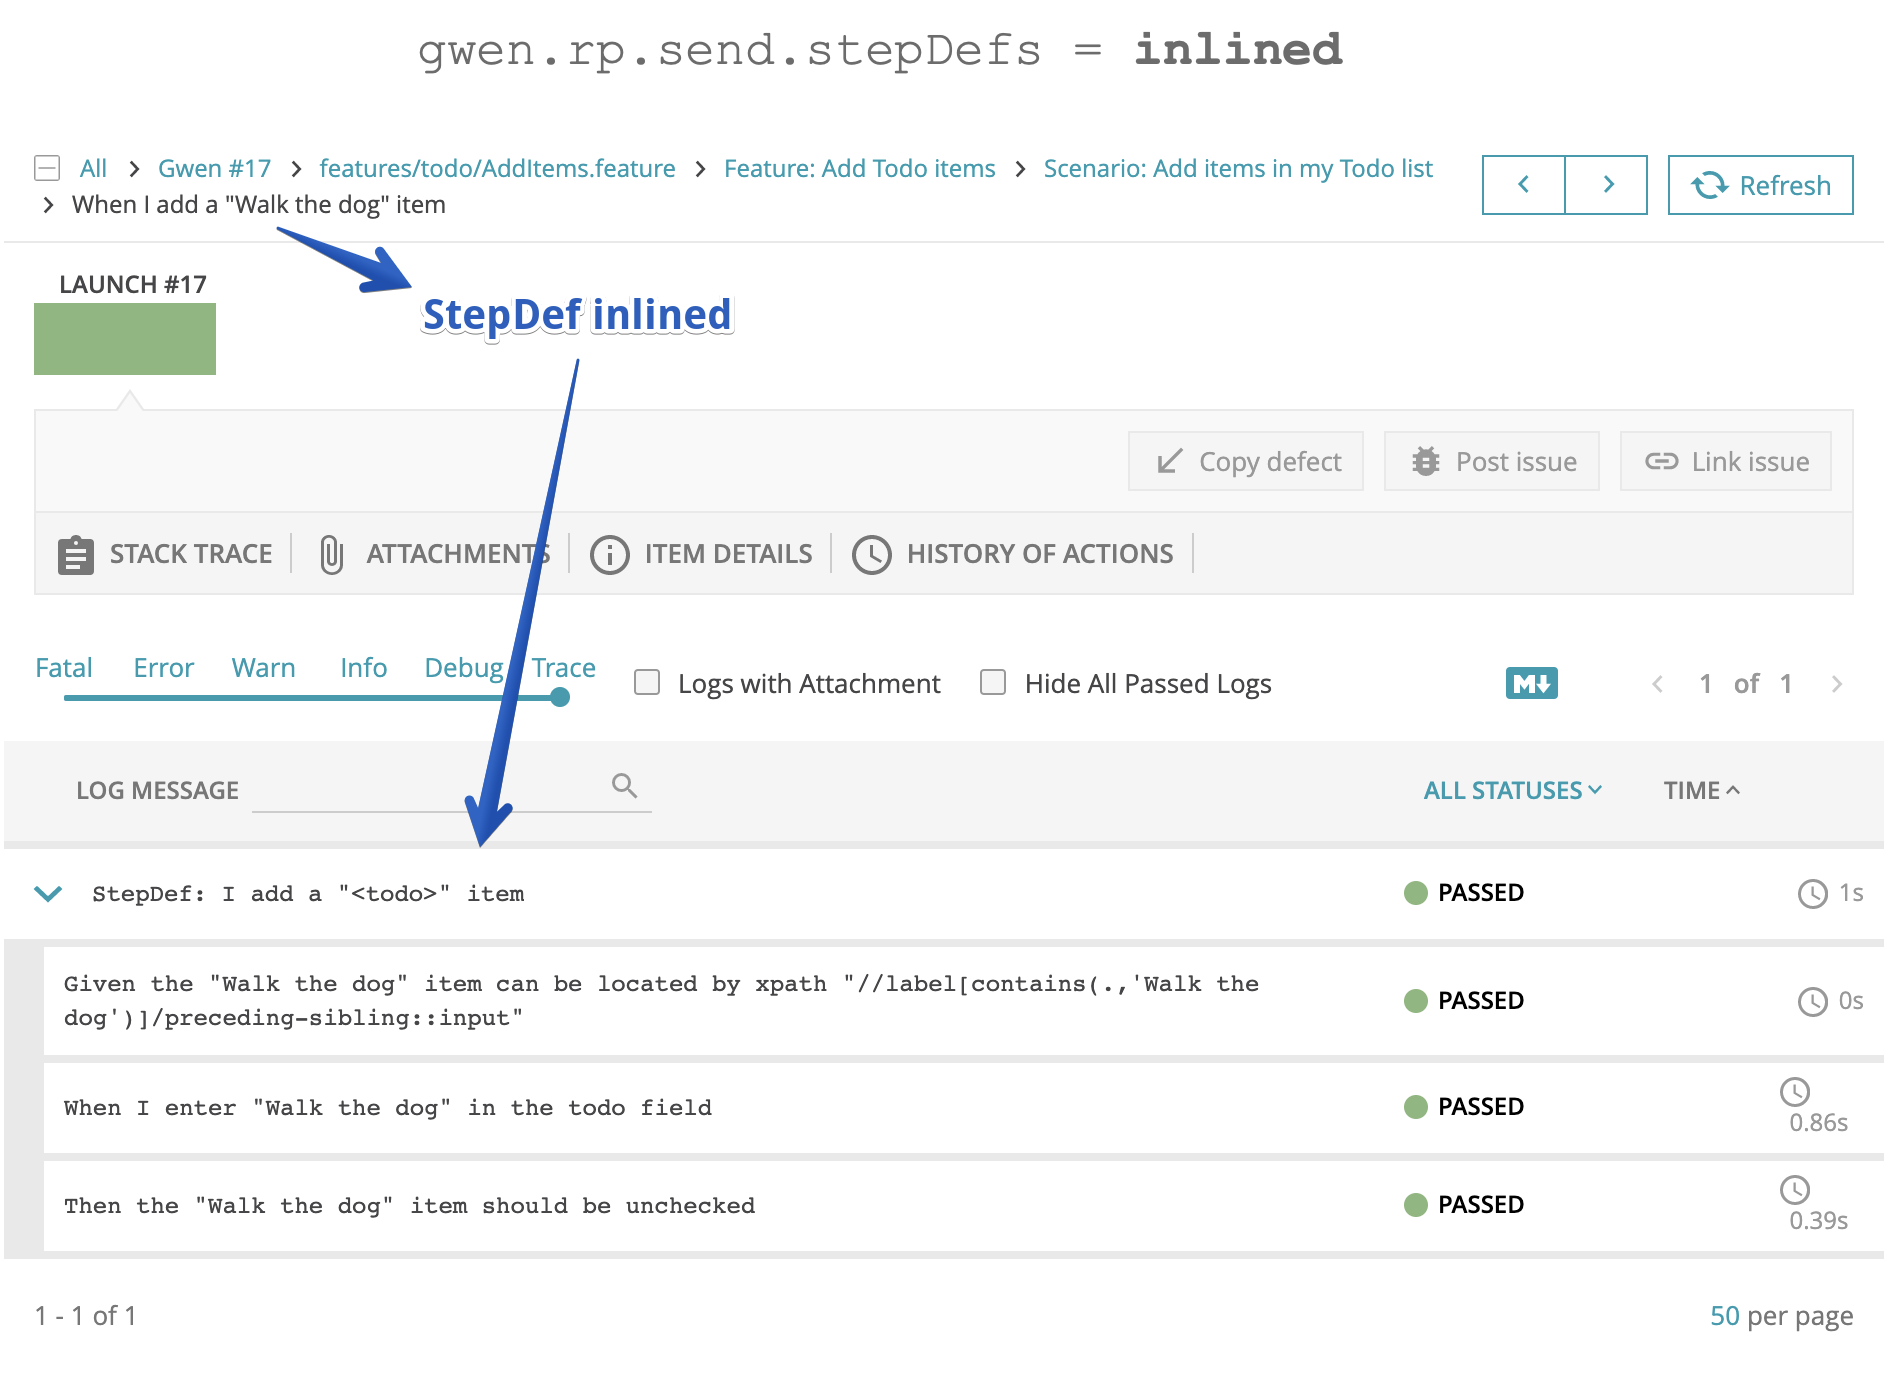 gwen.rp.send.stepDefs = inlined
All > Gwen #17 > features/todo/AddItems.feature > Feature: Add Todo items > Scenario: Add items in my Todo list
> When I add a "Walk the dog" item
Refresh
LAUNCH #17
StepDef inlined
Copy defect Post issue Link issue
STACK TRACE ATTACHMENTS ITEM DETAILS HISTORY OF ACTIONS
Fatal Error Warn Info Debug Trace
Logs with Attachment Hide All Passed Logs M 1 of 1
LOG MESSAGE ALL STATUSES TIME
StepDef: I add a "<todo>" item PASSED 1s
Given the "Walk the dog" item can be located by xpath "//label[contains(.,'Walk the
dog')]/preceding-sibling::input"
PASSED 0s
When I enter "Walk the dog" in the todo field PASSED
0.86s
Then the "Walk the dog" item should be unchecked PASSED
0.39s
1 - 1 of 1 50 per page